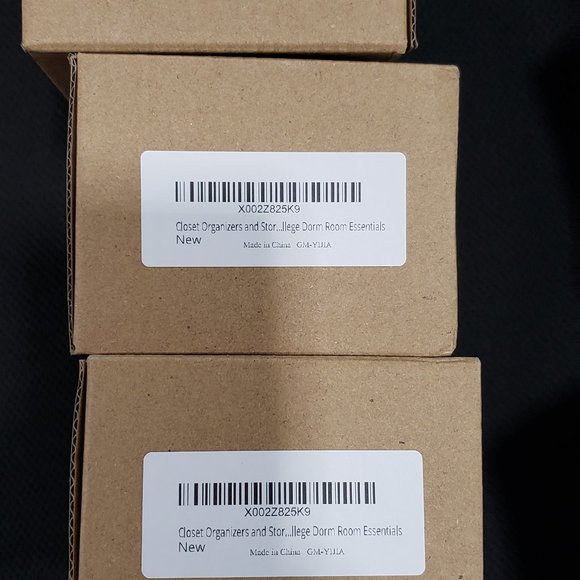 X002Z825K9
Closet Organizers and Stor...llege Dorm Room Essentials
New
Made in China GM-YIJIA
X002Z825K9
Closet Organizers and Stor...llege Dorm Room Essentials
New
Made in China GM-YIJIA